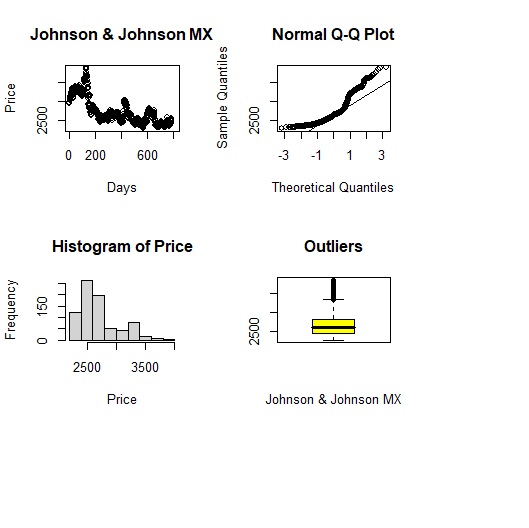 Johnson & Johnson MX
Price
2500
0 200 600
Days
Normal Q-Q Plot
Sample Quantiles
2500
-3 -1 1 3
Theoretical Quantiles
Histogram of Price
Frequency
0 150
2500 3500
Price
Outliers
2500
Johnson & Johnson MX